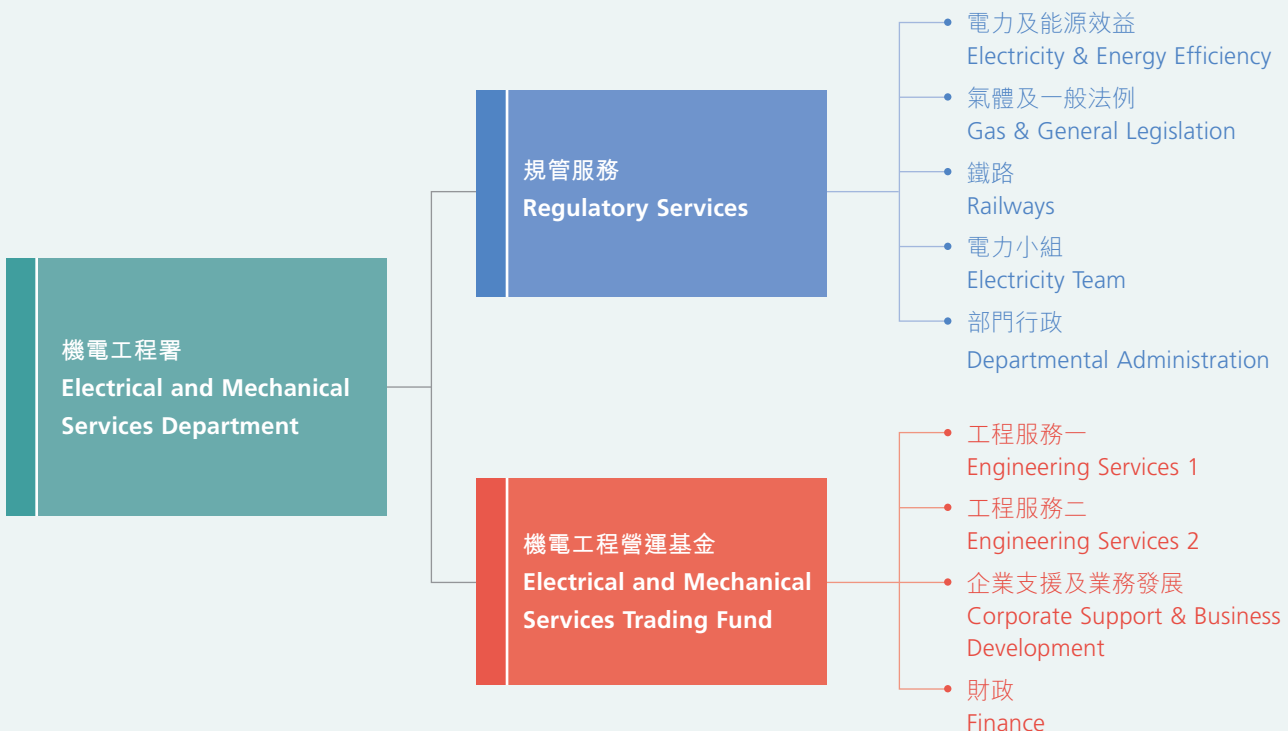 機電工程署
Electrical and Mechanical
Services Department
規管服務
Regulatory Services
電力及能源效益
Electricity & Energy Efficiency
氣體及一般法例
Gas & General Legislation
鐵路
Railways
電力小組
Electricity Team
部門行政
Departmental Administration
機電工程營運基金
Electrical and Mechanical
Services Trading Fund
工程服務一
Engineering Services 1
工程服務二
Engineering Services 2
企業支援及業務發展
Corporate Support & Business
Development
財政
Finance